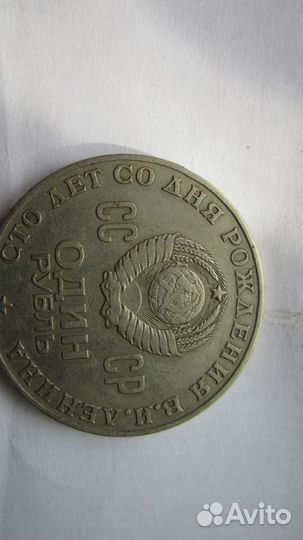 СТО ЛЕТ СО ДНЯ РОЖДЕНИЯ В.И.ЛЕНИНА
СС СР
ОДИН
РУБЛЬ
Avito